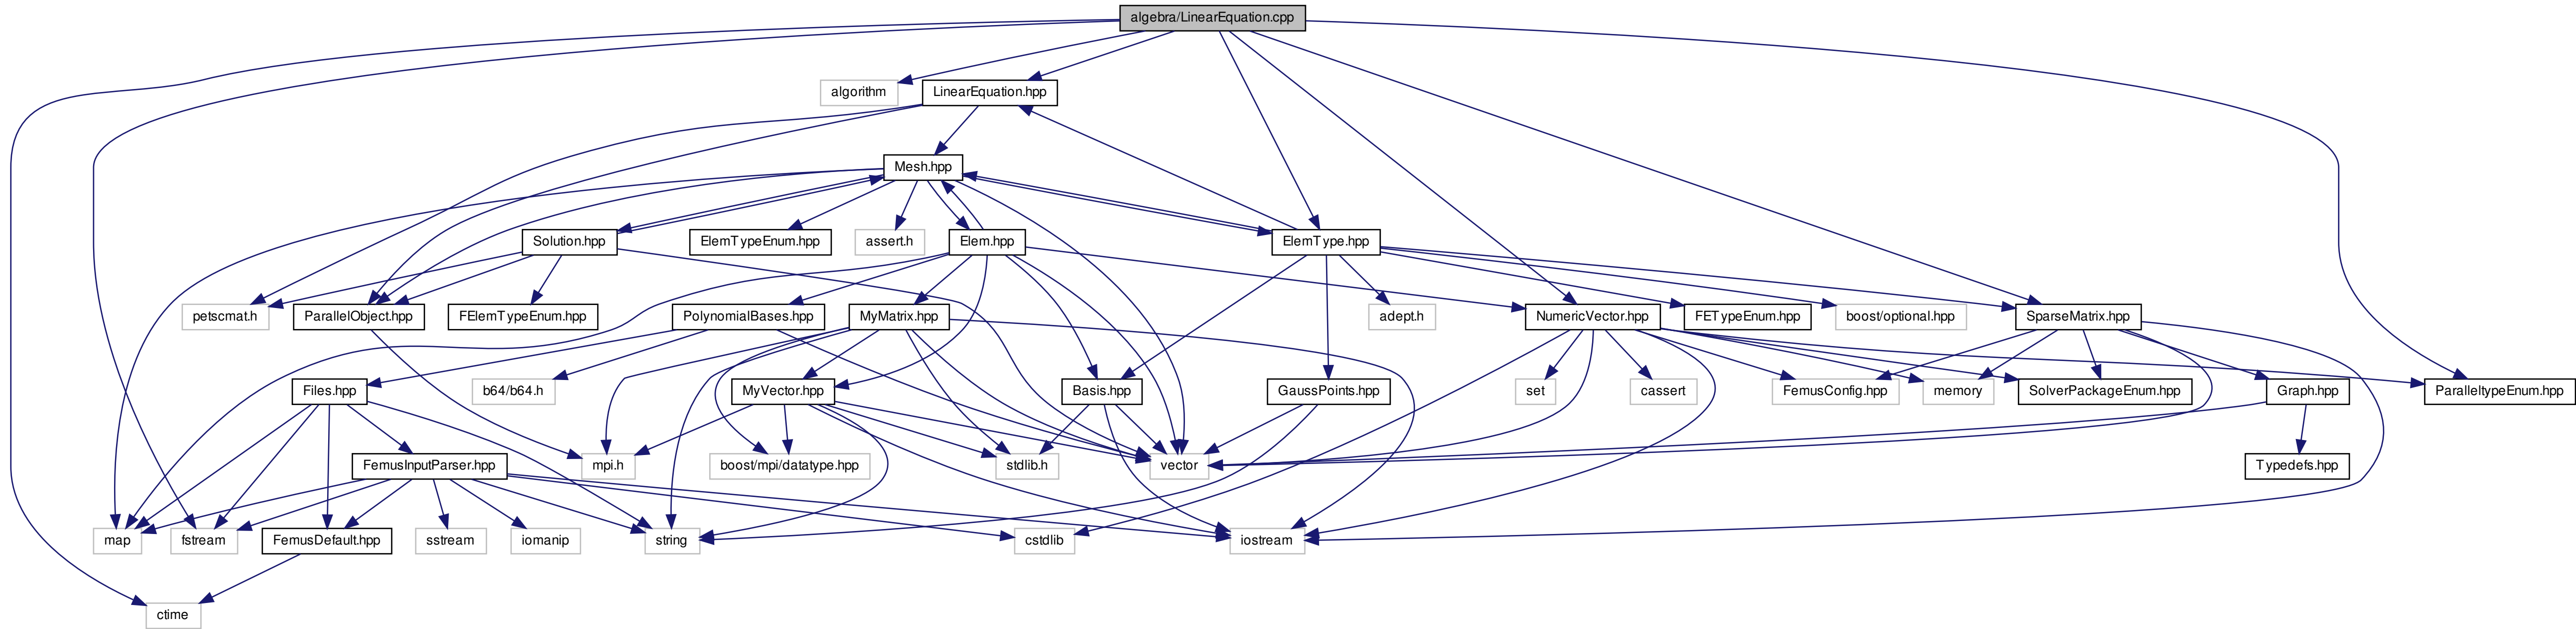 algebra/LinearEquation.cpp
algorithm
LinearEquation.hpp
Mesh.hpp
Solution.hpp
ElemTypeEnum.hpp
assert.h
Elem.hpp
ElemType.hpp
petscmat.h
ParallelObject.hpp
FElemTypeEnum.hpp
PolynomialBases.hpp
MyMatrix.hpp
adept.h
NumericVector.hpp
FETypeEnum.hpp
boost/optional.hpp
SparseMatrix.hpp
Files.hpp
b64/b64.h
MyVector.hpp
Basis.hpp
GaussPoints.hpp
set
cassert
FemusConfig.hpp
memory
SolverPackageEnum.hpp
Graph.hpp
ParalleltypeEnum.hpp
FemusInputParser.hpp
mpi.h
boost/mpi/datatype.hpp
stdlib.h
vector
Typedefs.hpp
map
fstream
FemusDefault.hpp
sstream
iomanip
string
cstdlib
iostream
ctime